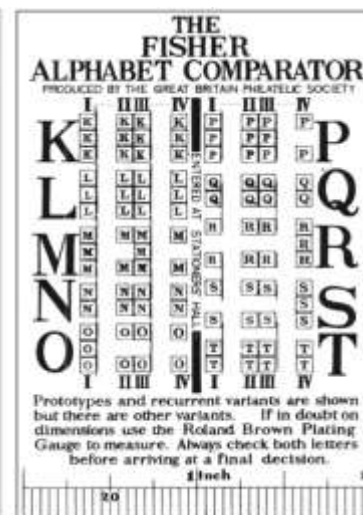 THE
FISHER
ALPHABET COMPARATOR
PRODUCED BY THE GREAT BRITAIN PHILATELIC SOCIETY
I II III IV I II III IV
K K K K K P P P P P
K K K K P P P
K K K K P P P P
L L L L L Q Q Q Q Q
L L L L Q Q Q Q
L L L L
M M M M M R R R R R
M M R
M M M M R R R R
N N N N N S S S S S
N N N N S
S S S S
O O O O O T T T T T
O
O O O O T T T T
ENTERED AT STATIONERS' HALL
I II III IV I II III IV
Prototypes and recurrent variants are shown
but there are other variants. If in doubt on
dimensions use the Roland Brown Plating
Gauge to measure. Always check both letters
before arriving at a final decision.
1 Inch
20